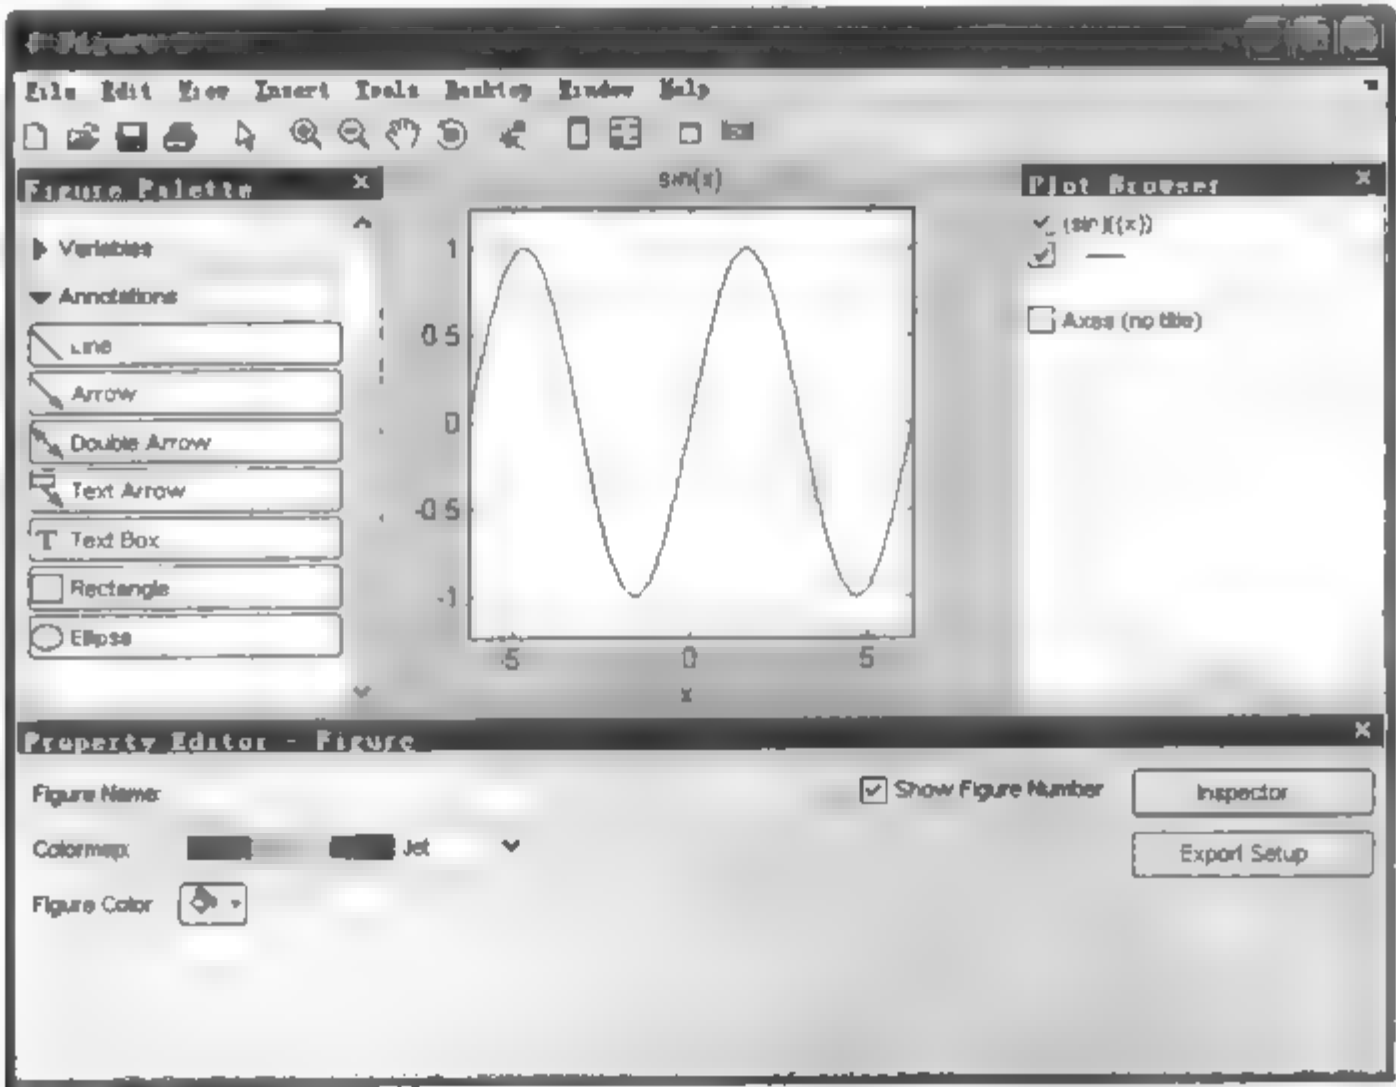 File Edit View Insert Tools Desktop Window Help
Figure Palette
Variables
Annotations
Line
Arrow
Double Arrow
Text Arrow
T Text Box
Rectangle
Ellipse
sin(x)
1
0.5
0
-0.5
-1
-5 0 5
x
Plot Browser
Axes (no title)
Property Editor - Figure
Figure Name:
Colormap: Jet
Figure Color
Show Figure Number
Inspector
Export Setup